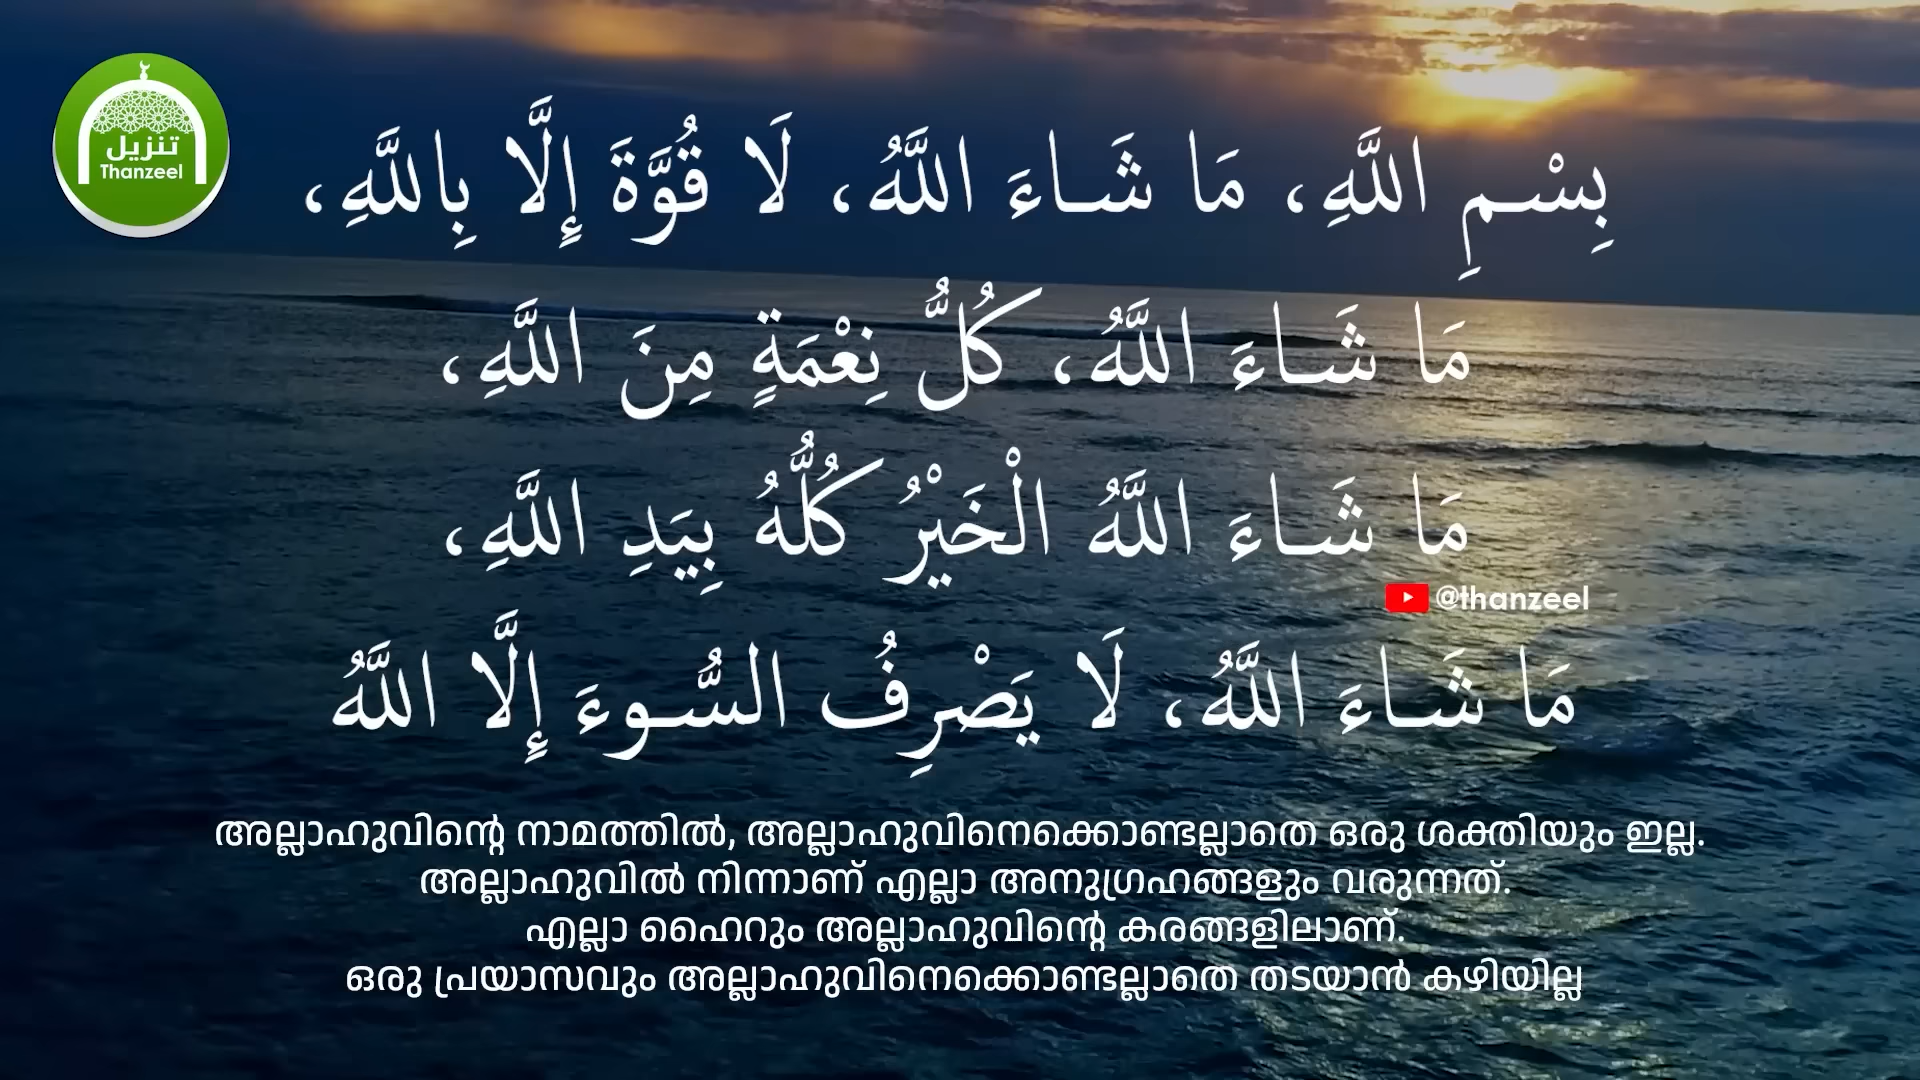 تنزيل
Thanzeel
بِسْمِ اللَّهِ، مَا شَاءَ اللَّهُ، لَا قُوَّةَ إِلَّا بِاللَّهِ،
مَا شَاءَ اللَّهُ، كُلُّ نِعْمَةٍ مِنَ اللَّهِ،
مَا شَاءَ اللَّهُ الْخَيْرُ كُلُّهُ بِيَدِ اللَّهِ،
@thanzeel
مَا شَاءَ اللَّهُ، لَا يَصْرِفُ السُّوءَ إِلَّا اللَّهُ
അല്ലാഹുവിന്റെ നാമത്തിൽ, അല്ലാഹുവിനെക്കൊണ്ടല്ലാതെ ഒരു ശക്തിയും ഇല്ല.
അല്ലാഹുവിൽ നിന്നാണ് എല്ലാ അനുഗ്രഹങ്ങളും വരുന്നത്.
എല്ലാ ഹൈറും അല്ലാഹുവിന്റെ കരങ്ങളിലാണ്.
ഒരു പ്രയാസവും അല്ലാഹുവിനെക്കൊണ്ടല്ലാതെ തടയാൻ കഴിയില്ല